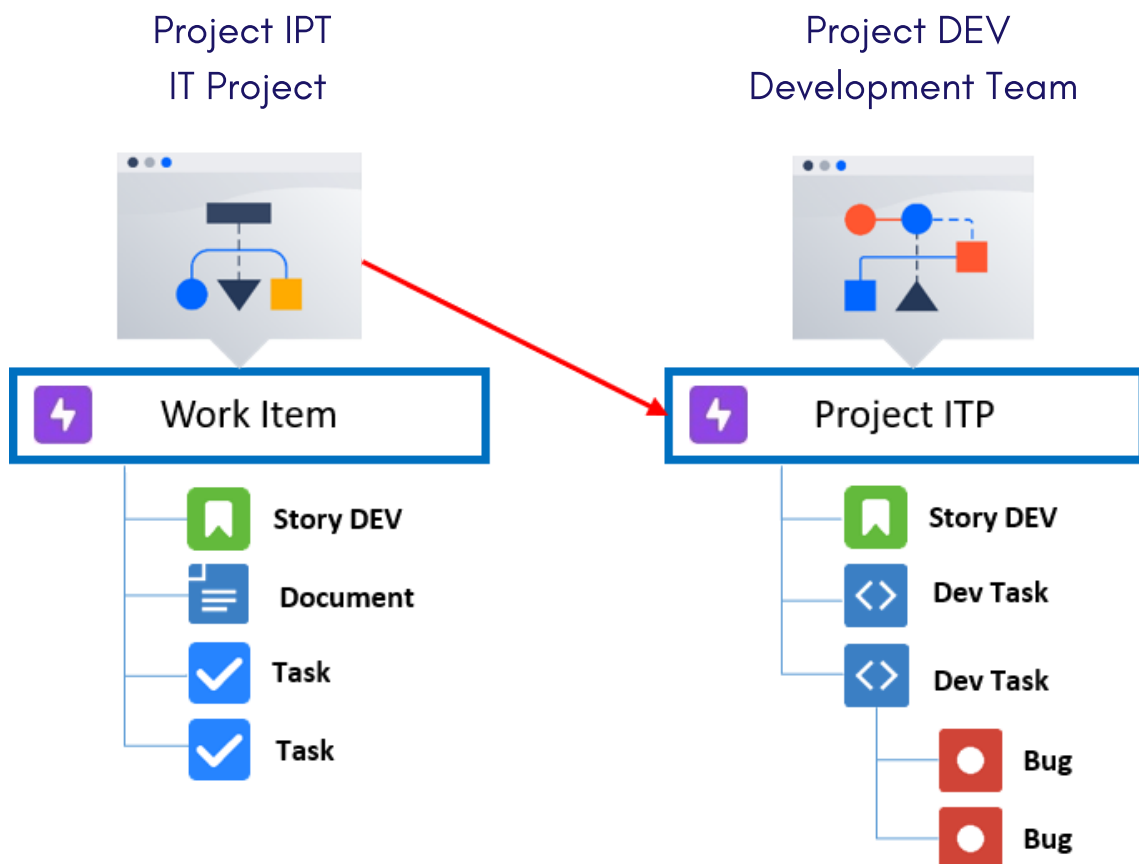 Project IPT
IT Project
Work Item
Story DEV
Document
Task
Task
Project DEV
Development Team
Project ITP
Story DEV
Dev Task
Dev Task
Bug
Bug